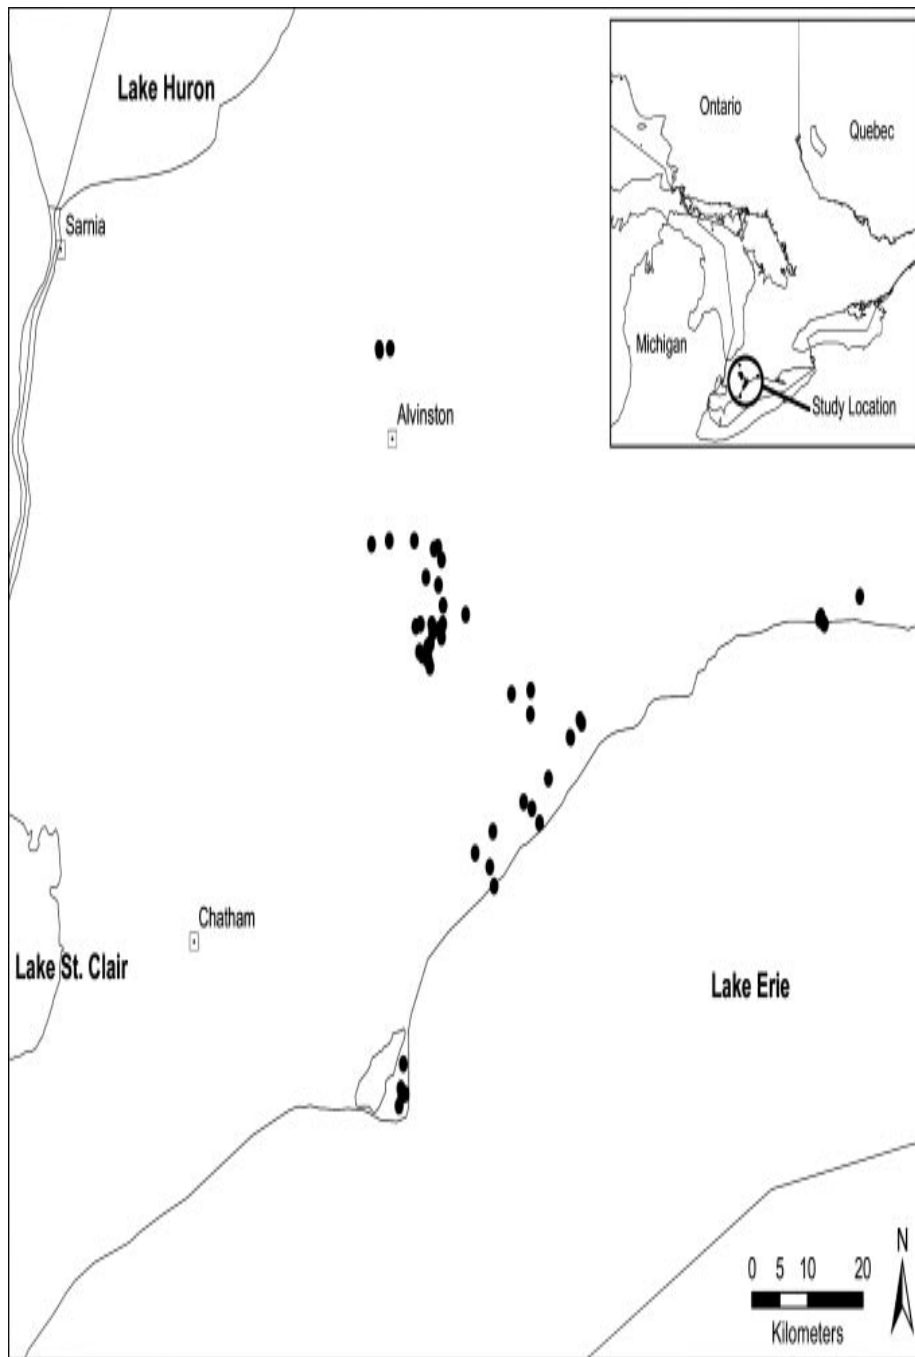 Lake Huron
Ontario
Quebec
Sarnia
Michigan
Alvinston
Study Location
Chatham
Lake St. Clair
Lake Erie
N
0 5 10 20
Kilometers